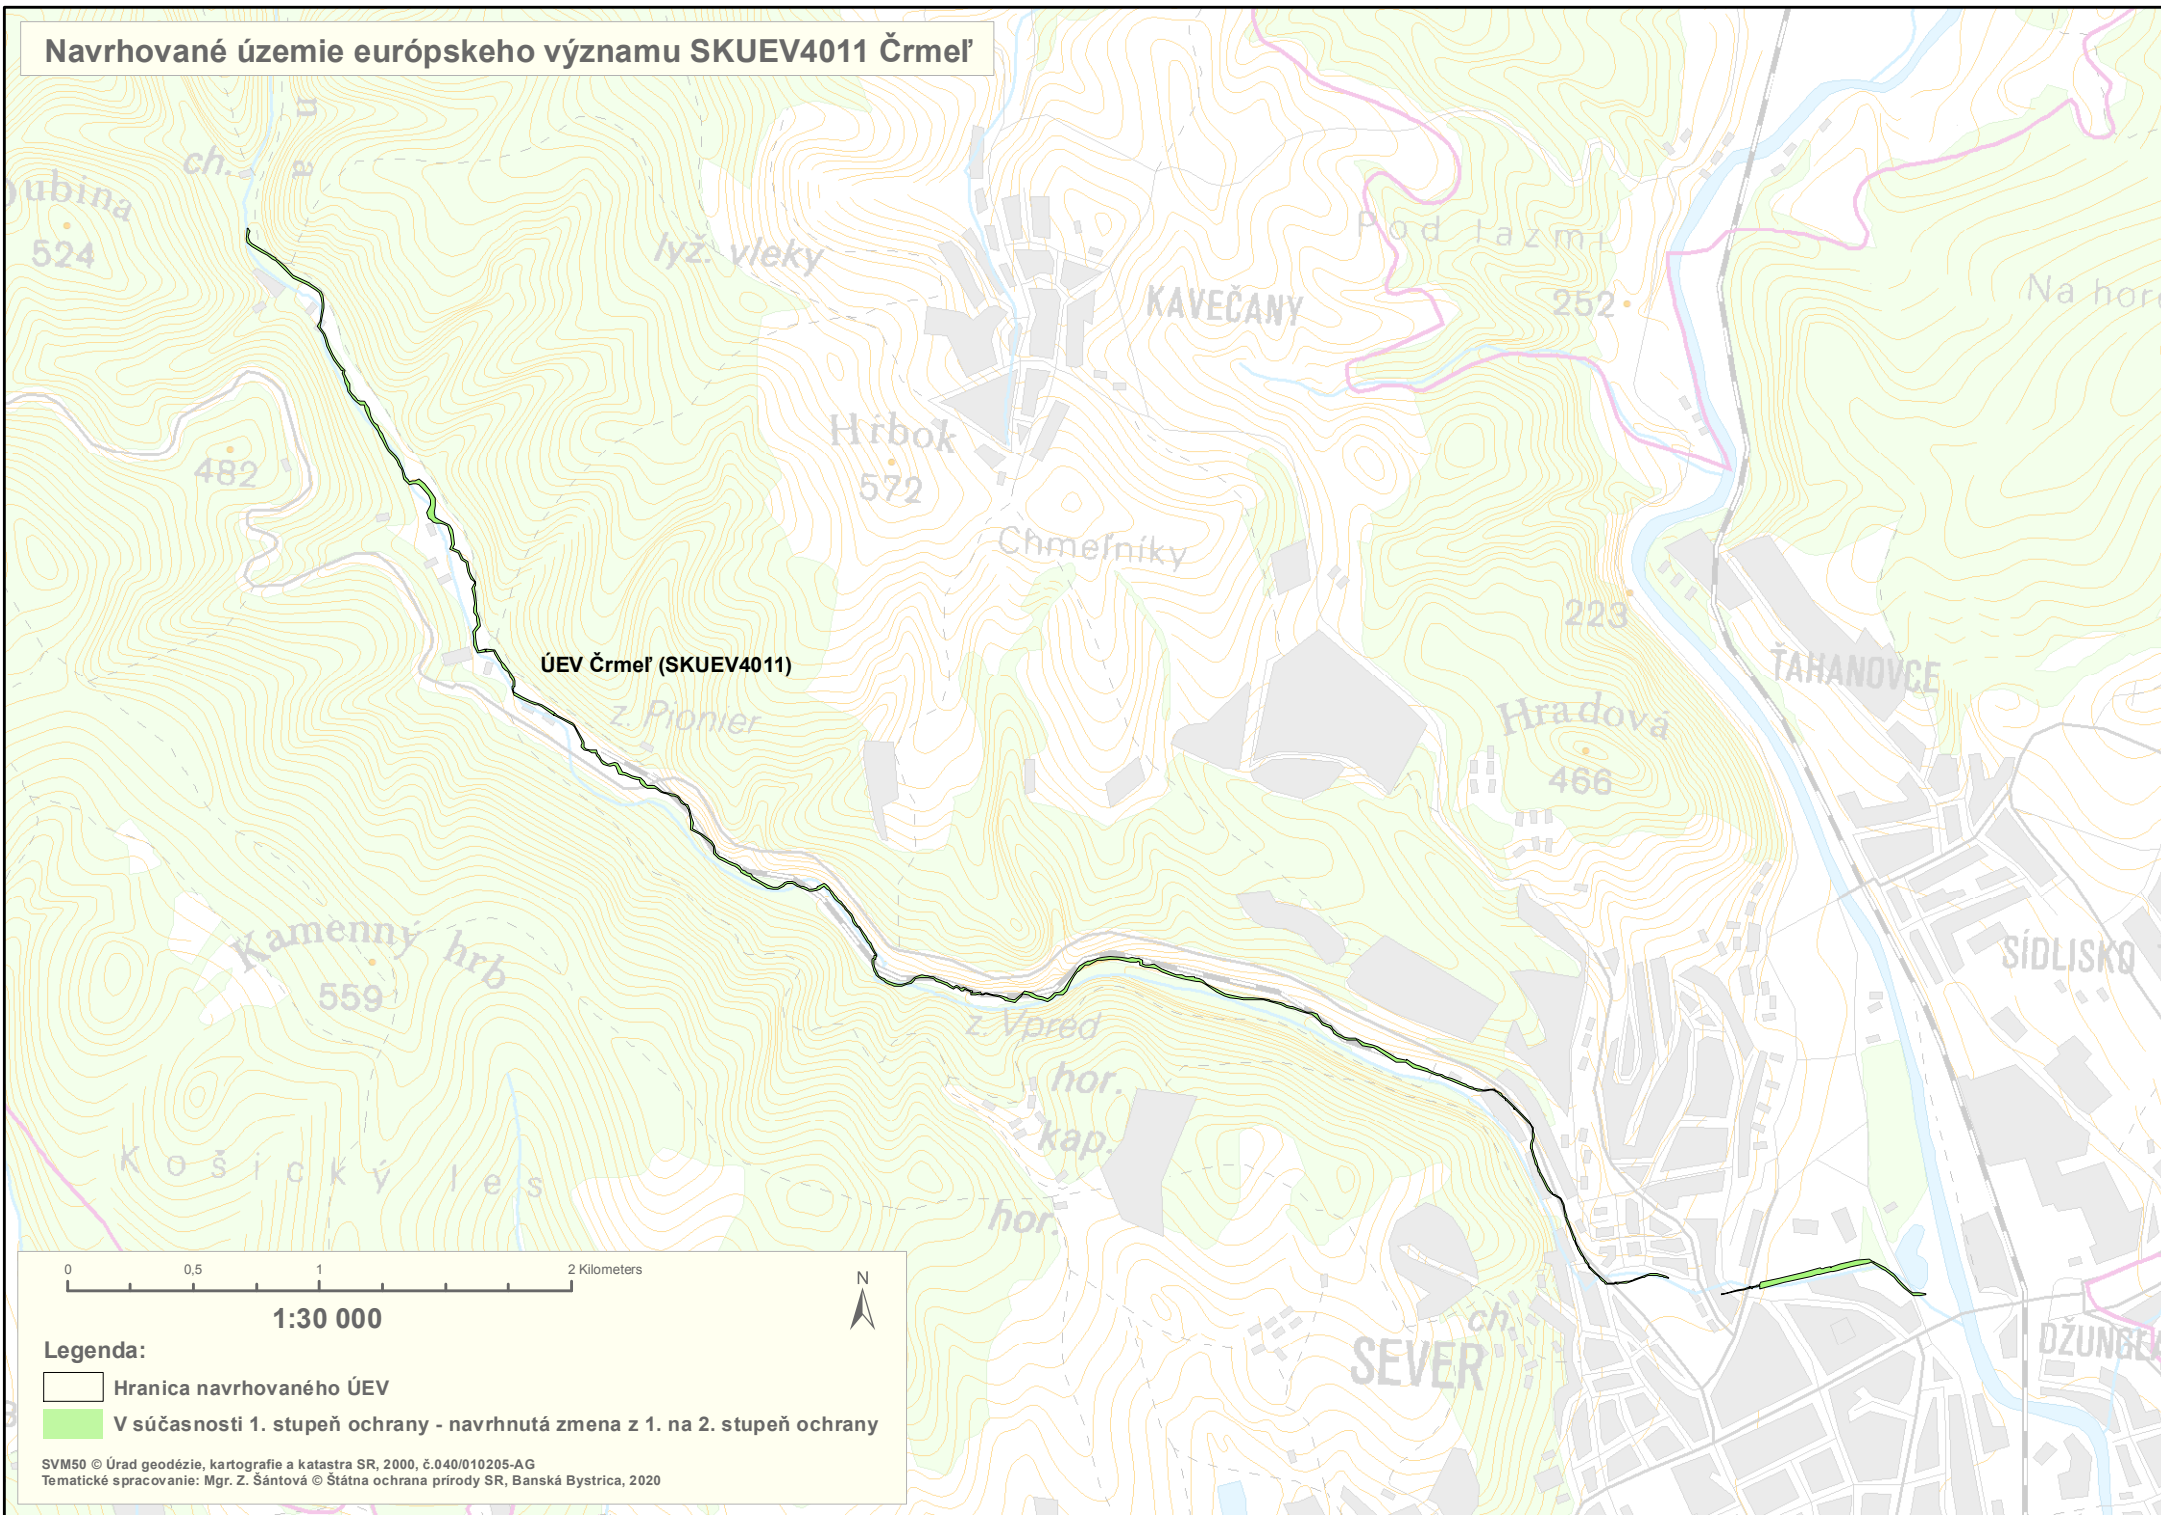 Navrhované územie európskeho významu SKUEV4011 Črmeľ
n
a
ch.
ubina
524
lyž. vleky
KAVEČANY
Pod lazmi
252
Na hore
482
Hŕbok
572
Chmeľníky
223
ŤAHANOVCE
ÚEV Črmeľ (SKUEV4011)
z. Pionier
Hradová
466
Kamenný hrb
559
SÍDLISKO
z. Vpred
hor.
kap.
Košický les
hor.
ch.
SEVER
0
0,5
1
2 Kilometers
N
1:30 000
Legenda:
Hranica navrhovaného ÚEV
V súčasnosti 1. stupeň ochrany - navrhnutá zmena z 1. na 2. stupeň ochrany
SVM50 © Úrad geodézie, kartografie a katastra SR, 2000, č.040/010205-AG
Tematické spracovanie: Mgr. Z. Šántová © Štátna ochrana prírody SR, Banská Bystrica, 2020